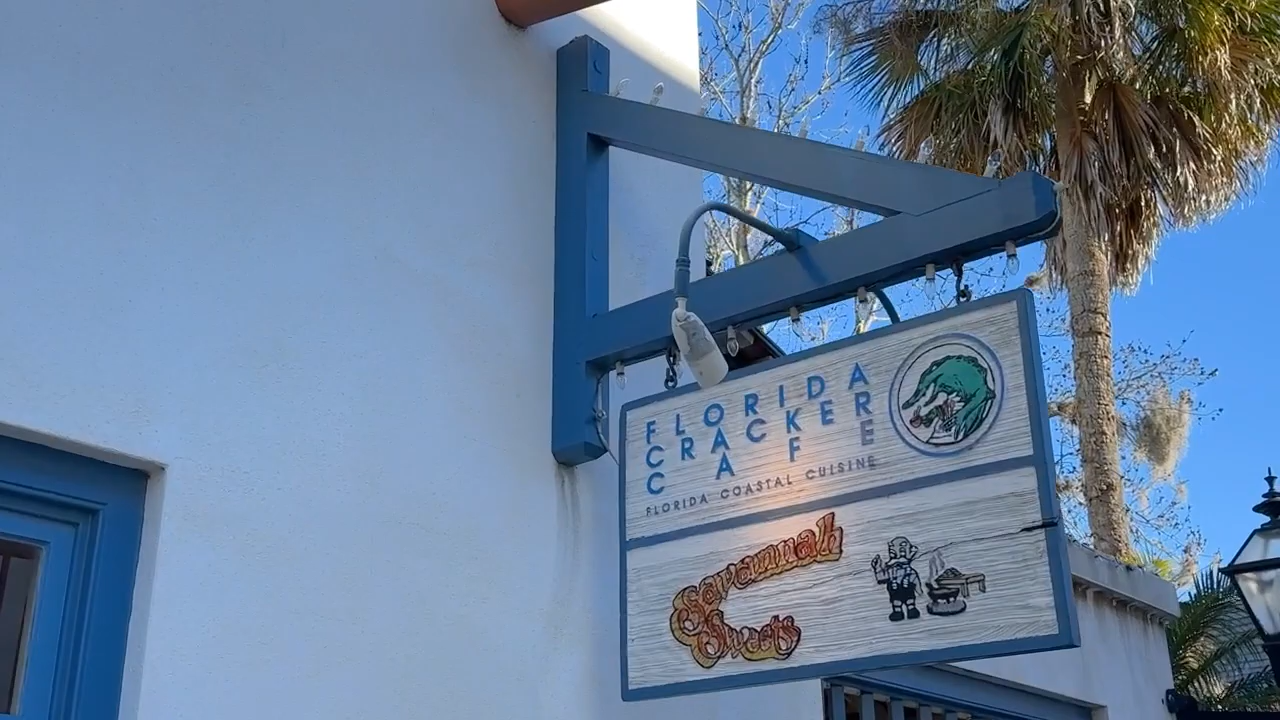 FLORIDA
CRACKER
CAFE
FLORIDA COASTAL CUISINE
Savannah
Sweets